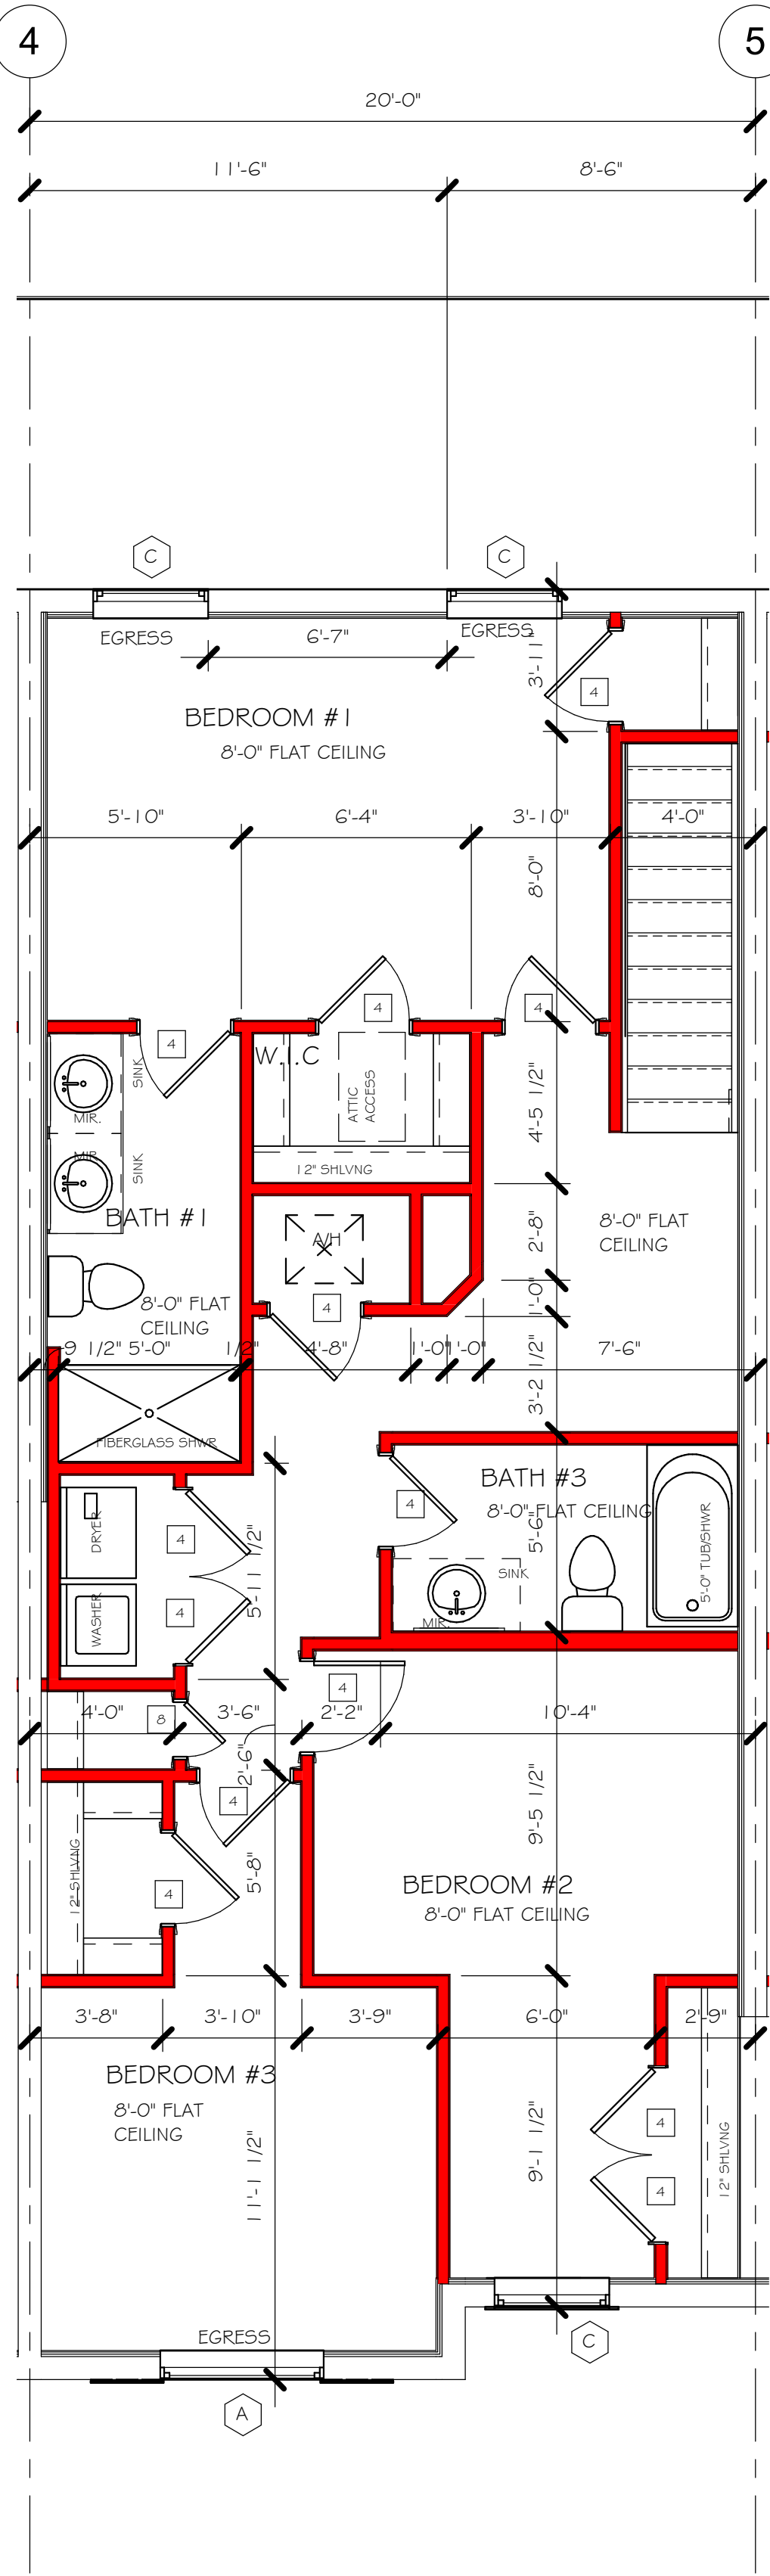 4
5
20'-0"
11'-6"
8'-6"
C
C
EGRESS
6'-7"
EGRESS
3'-11"
4
BEDROOM #1
8'-0" FLAT CEILING
5'-10"
6'-4"
3'-10"
4'-0"
8'-0"
4
4
4
W.I.C
SINK
MIR.
ATTIC
ACCESS
4'-5 1/2"
MIR.
SINK
12" SHLVNG
BATH #1
2'-8"
8'-0" FLAT
CEILING
A/H
8'-0" FLAT
CEILING
4
1'-0"
9 1/2"
5'-0"
1/2"
4'-8"
1'-0"
1'-0"
3'-2 1/2"
7'-6"
FIBERGLASS SHWR
BATH #3
8'-0" FLAT CEILING
4
DRYER
4
5'-11 1/2"
5'-6"
5'-0" TUB/SHWR
SINK
WASHER
4
MIR.
4
4'-0"
8
3'-6"
2'-2"
10'-4"
2'-6"
4
9'-5 1/2"
12" SHLVNG
4
5'-8"
BEDROOM #2
8'-0" FLAT CEILING
3'-8"
3'-10"
3'-9"
6'-0"
2'-9"
BEDROOM #3
8'-0" FLAT
CEILING
11'-1 1/2"
9'-1 1/2"
4
12" SHLVNG
4
EGRESS
C
A